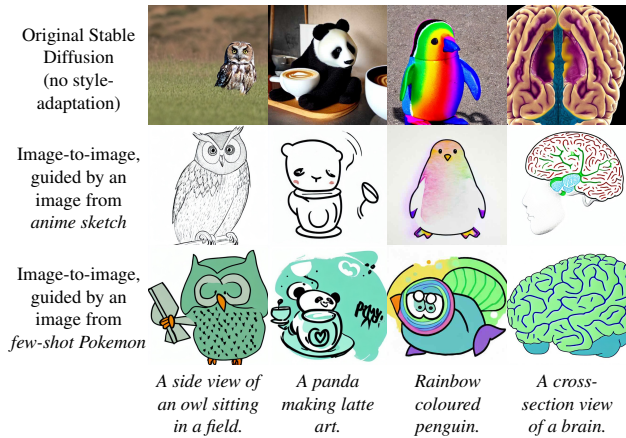 Original Stable
Diffusion
(no style-
adaptation)
Image-to-image,
guided by an
image from
anime sketch
Image-to-image,
guided by an
image from
few-shot Pokemon
A side view of
an owl sitting
in a field.
A panda
making latte
art.
Rainbow
coloured
penguin.
A cross-
section view
of a brain.